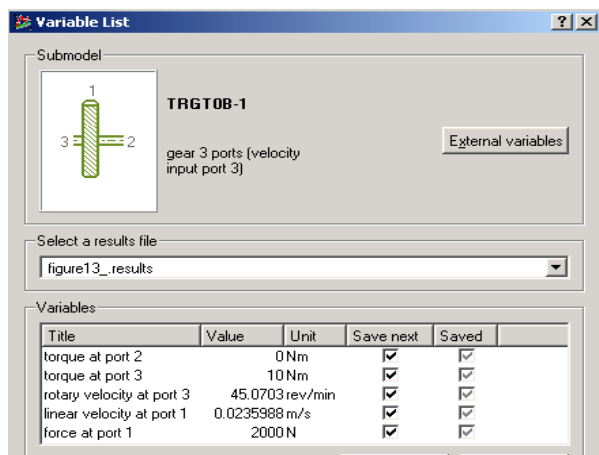 Variable List
Submodel
1
3 2
TRGT0B-1
gear 3 ports (velocity
input port 3)
External variables
Select a results file
figure13_.results
Variables
Title Value Unit Save next Saved
torque at port 2 0 Nm
torque at port 3 10 Nm
rotary velocity at port 3 45.0703 rev/min
linear velocity at port 1 0.0235988 m/s
force at port 1 2000 N